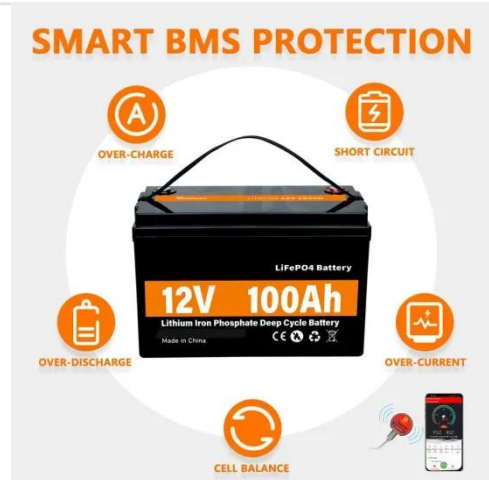 SMART BMS PROTECTION
OVER-CHARGE
SHORT CIRCUIT
LiFePO4 Battery
12V 100Ah
Lithium Iron Phosphate Deep Cycle Battery
Made in China
CE
OVER-DISCHARGE
OVER-CURRENT
CELL BALANCE